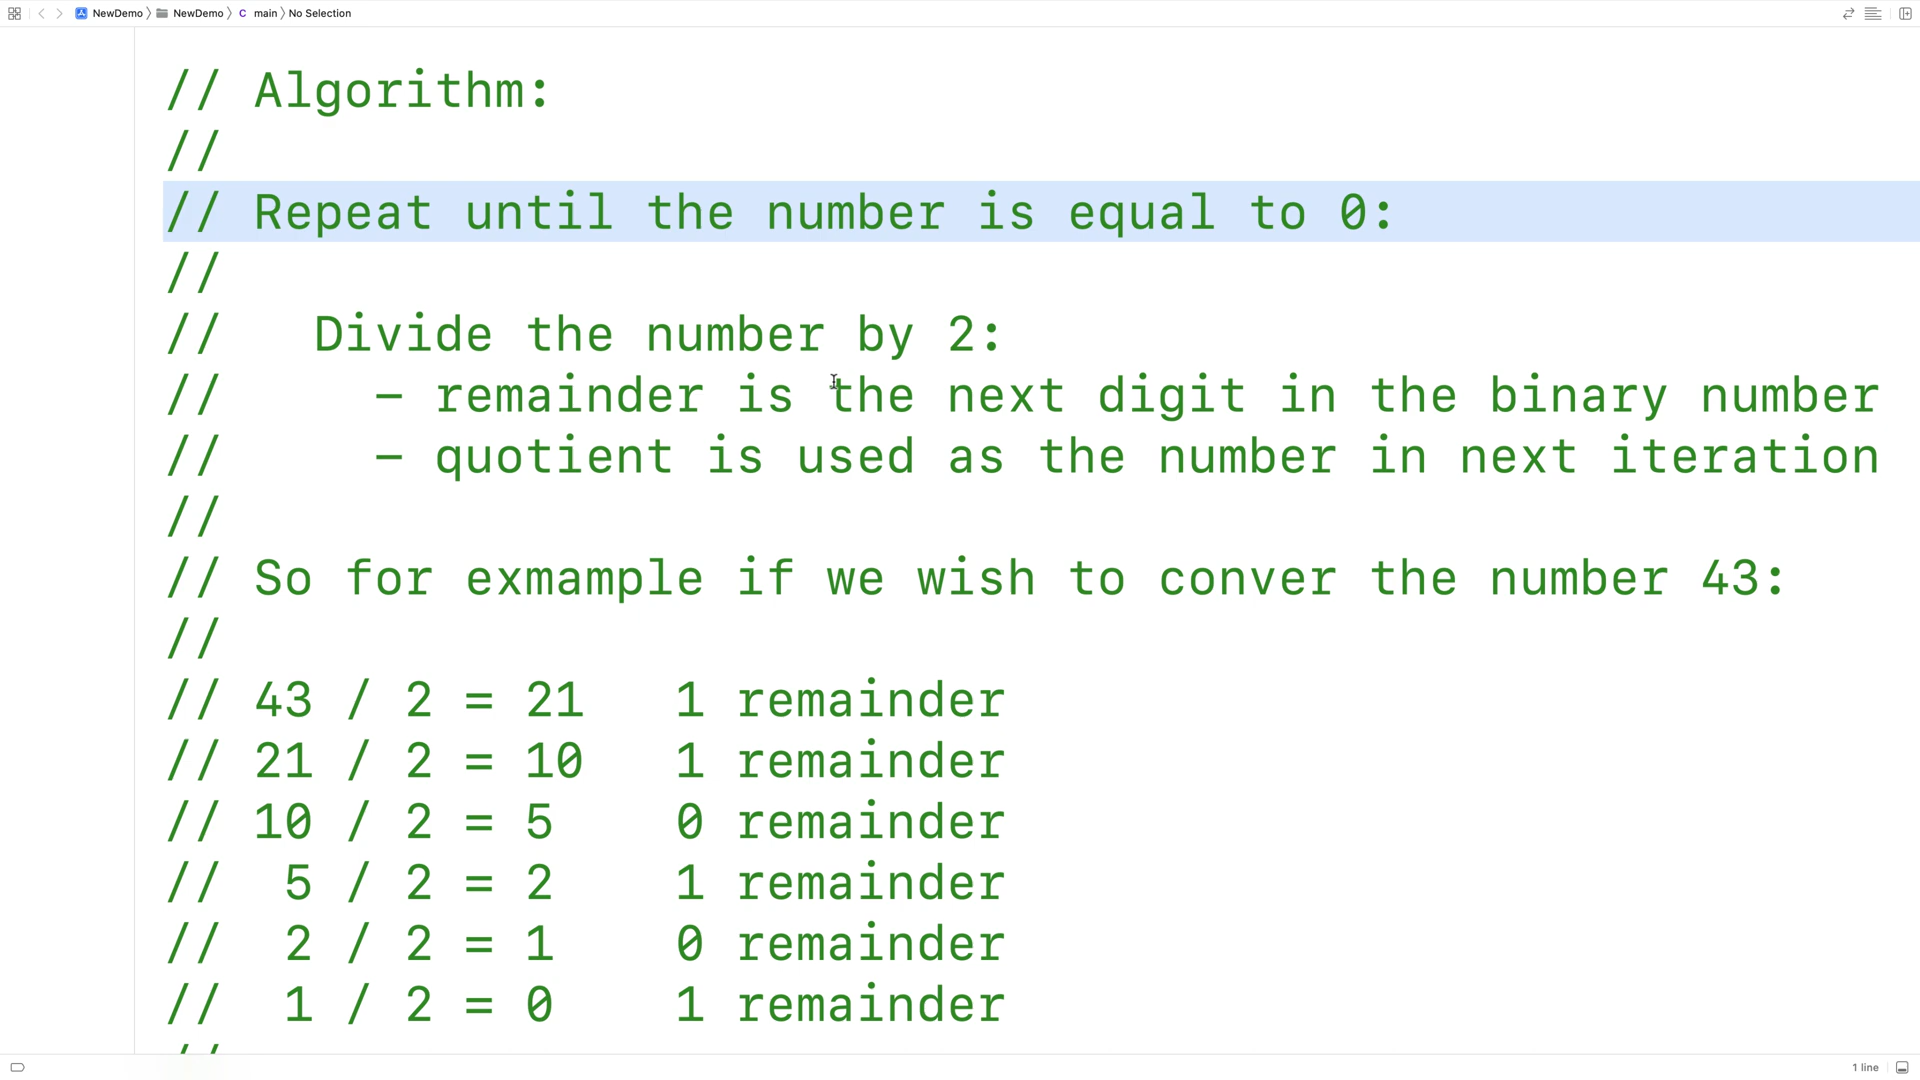 NewDemo 〉 NewDemo 〉 C main 〉 No Selection
// Algorithm:
//
// Repeat until the number is equal to 0:
//
//   Divide the number by 2:
//     – remainder is the next digit in the binary number
//     – quotient is used as the number in next iteration
//
// So for exmample if we wish to conver the number 43:
//
// 43 / 2 = 21   1 remainder
// 21 / 2 = 10   1 remainder
// 10 / 2 = 5    0 remainder
//  5 / 2 = 2    1 remainder
//  2 / 2 = 1    0 remainder
//  1 / 2 = 0    1 remainder
//
1 line